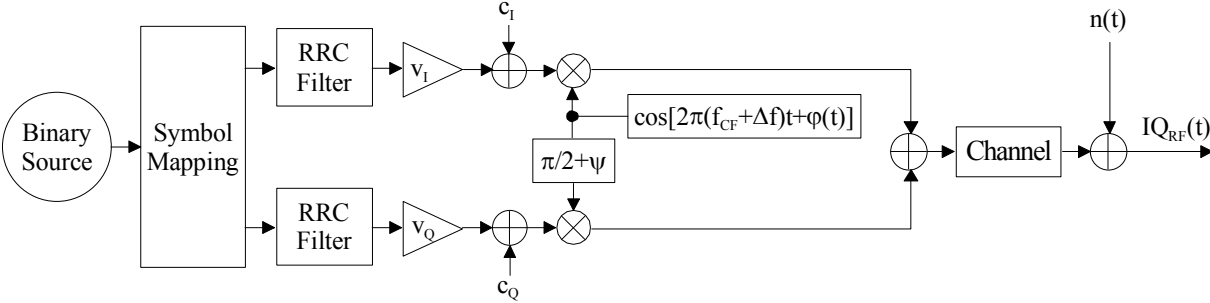 Binary
Source
Symbol
Mapping
RRC
Filter
v_I
c_I
cos[2π(f_CF+Δf)t+φ(t)]
π/2+ψ
RRC
Filter
v_Q
c_Q
Channel
n(t)
IQ_RF(t)